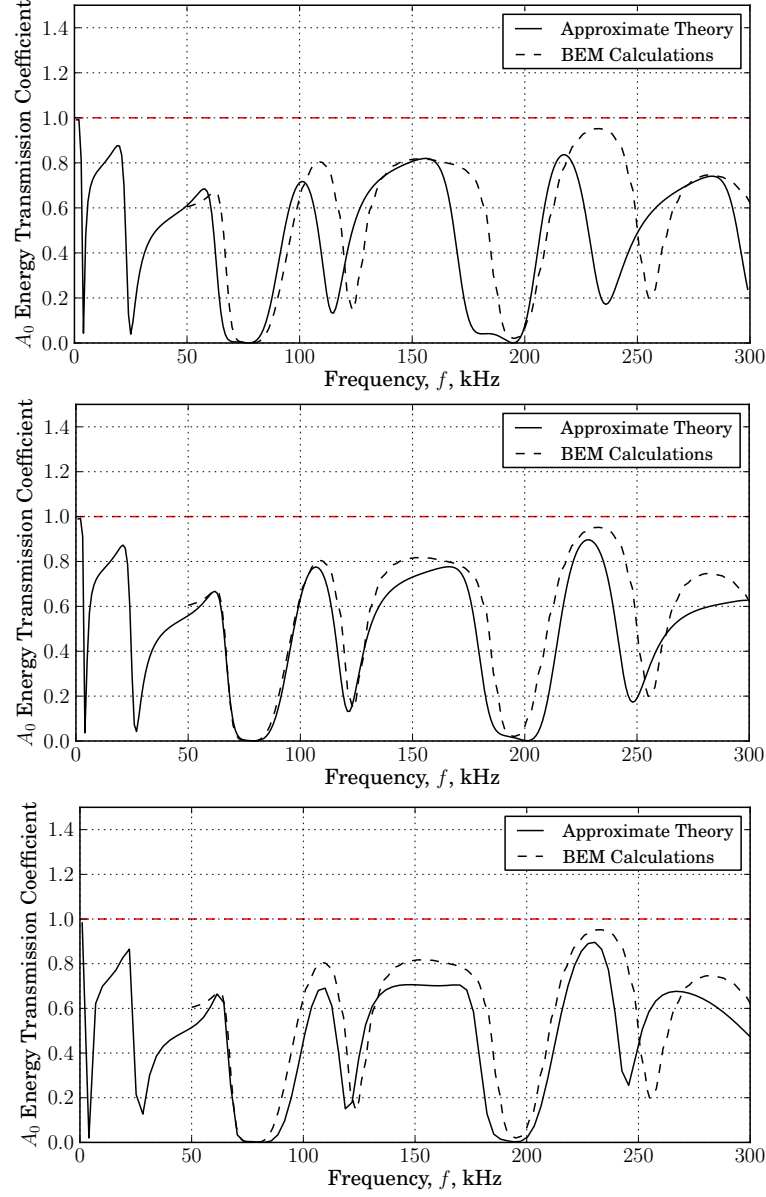 1.4
1.2
1.0
0.8
0.6
0.4
0.2
0.0
A0 Energy Transmission Coefficient
Approximate Theory
BEM Calculations
0 50 100 150 200 250 300
Frequency, f, kHz
1.4
1.2
1.0
0.8
0.6
0.4
0.2
0.0
A0 Energy Transmission Coefficient
Approximate Theory
BEM Calculations
0 50 100 150 200 250 300
Frequency, f, kHz
1.4
1.2
1.0
0.8
0.6
0.4
0.2
0.0
A0 Energy Transmission Coefficient
Approximate Theory
BEM Calculations
0 50 100 150 200 250 300
Frequency, f, kHz